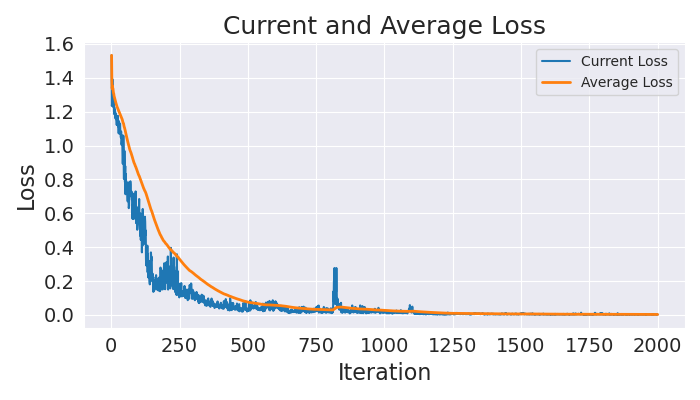 Current and Average Loss
1.6
1.4
1.2
1.0
0.8
0.6
0.4
0.2
0.0
Loss
Current Loss
Average Loss
0 250 500 750 1000 1250 1500 1750 2000
Iteration